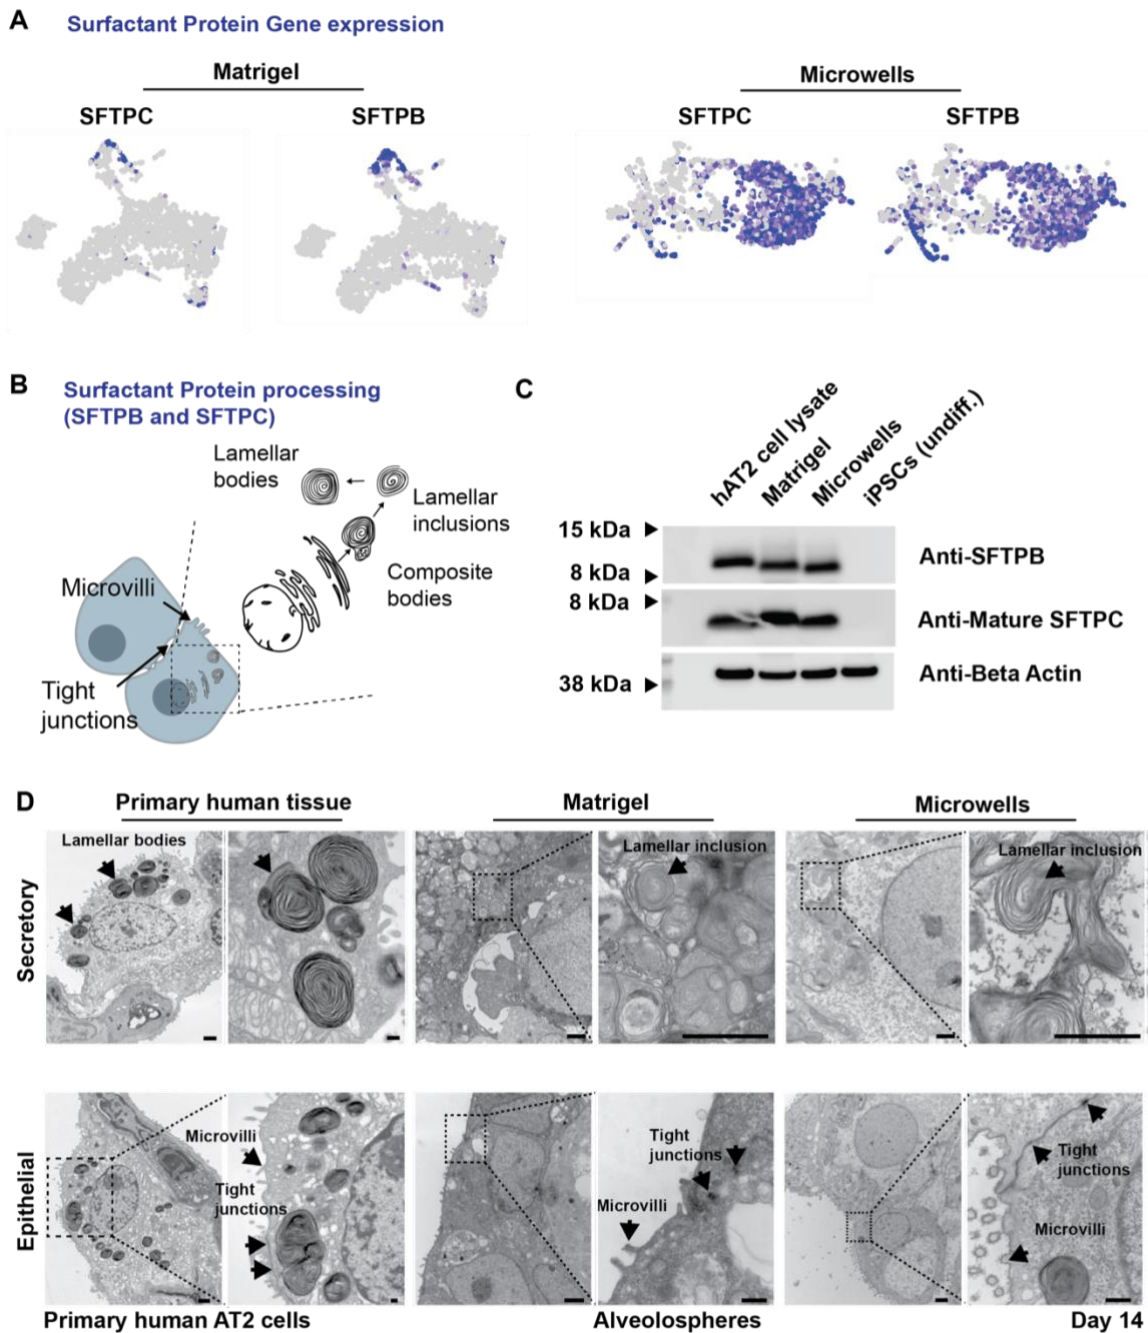 A
Surfactant Protein Gene expression
Matrigel
Microwells
SFTPC
SFTPB
SFTPC
SFTPB
B
Surfactant Protein processing
(SFTPB and SFTPC)
Lamellar
bodies
Lamellar
inclusions
Composite
bodies
Microvilli
Tight
junctions
C
hAT2 cell lysate
Matrigel
Microwells
iPSCs (undiff.)
15 kDa
Anti-SFTPB
8 kDa
8 kDa
Anti-Mature SFTPC
Anti-Beta Actin
38 kDa
D
Primary human tissue
Matrigel
Microwells
Secretory
Lamellar bodies
Lamellar inclusion
Lamellar inclusion
Epithelial
Microvilli
Tight
junctions
Tight
junctions
Microvilli
Tight
junctions
Microvilli
Primary human AT2 cells
Alveolospheres
Day 14